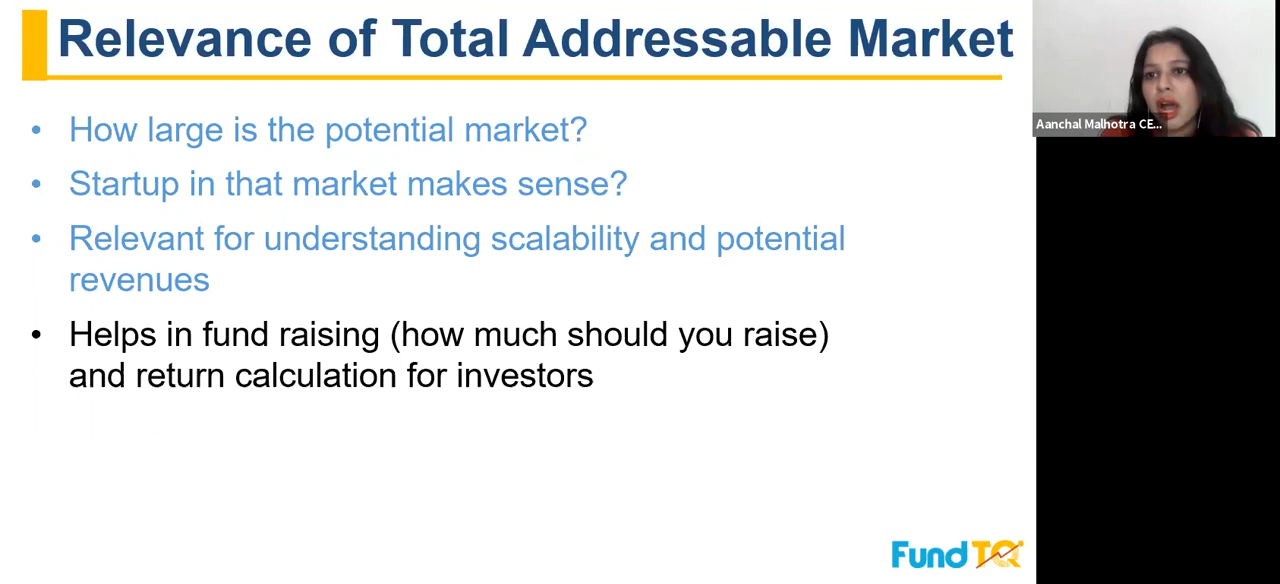 Relevance of Total Addressable Market
• How large is the potential market?
• Startup in that market makes sense?
• Relevant for understanding scalability and potential
revenues
• Helps in fund raising (how much should you raise)
and return calculation for investors
Aanchal Malhotra CE...
FundTQ